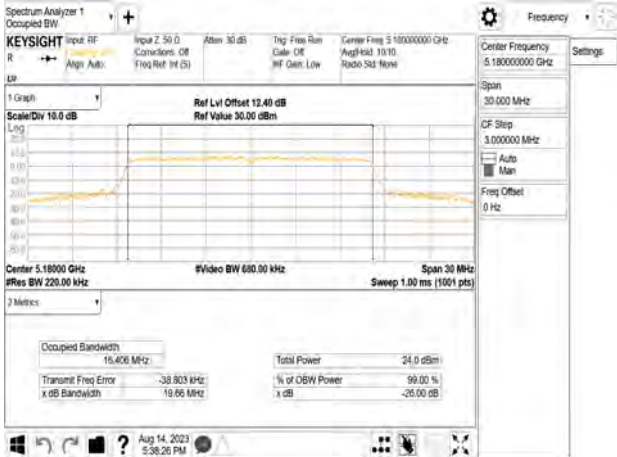 Spectrum Analyzer 1
Occupied BW
+
Frequency
KEYSIGHT
Input: RF
Input Z: 50 Ω
Atten: 30 dB
Trig: Free Run
Center Freq: 5.180000000 GHz
R
Corrections: Off
Gate: Off
Avg|Hold: 10/10
Align: Auto
Freq Ref: Int (S)
#IF Gain: Low
Radio Std: None
Center Frequency
5.180000000 GHz
Settings
Span
30.000 MHz
CF Step
3.000000 MHz
Auto
Man
Freq Offset
0 Hz
1 Graph
Scale/Div 10.0 dB
Ref Lvl Offset 12.40 dB
Ref Value 30.00 dBm
Log
Center 5.18000 GHz
#Video BW 680.00 kHz
Span 30 MHz
#Res BW 220.00 kHz
Sweep 1.00 ms (1001 pts)
2 Metrics
Occupied Bandwidth
16.406 MHz
Total Power
24.0 dBm
Transmit Freq Error
-38.803 kHz
% of OBW Power
99.00 %
x dB Bandwidth
19.66 MHz
x dB
-26.00 dB
?
Aug 14, 2023
5:38:26 PM